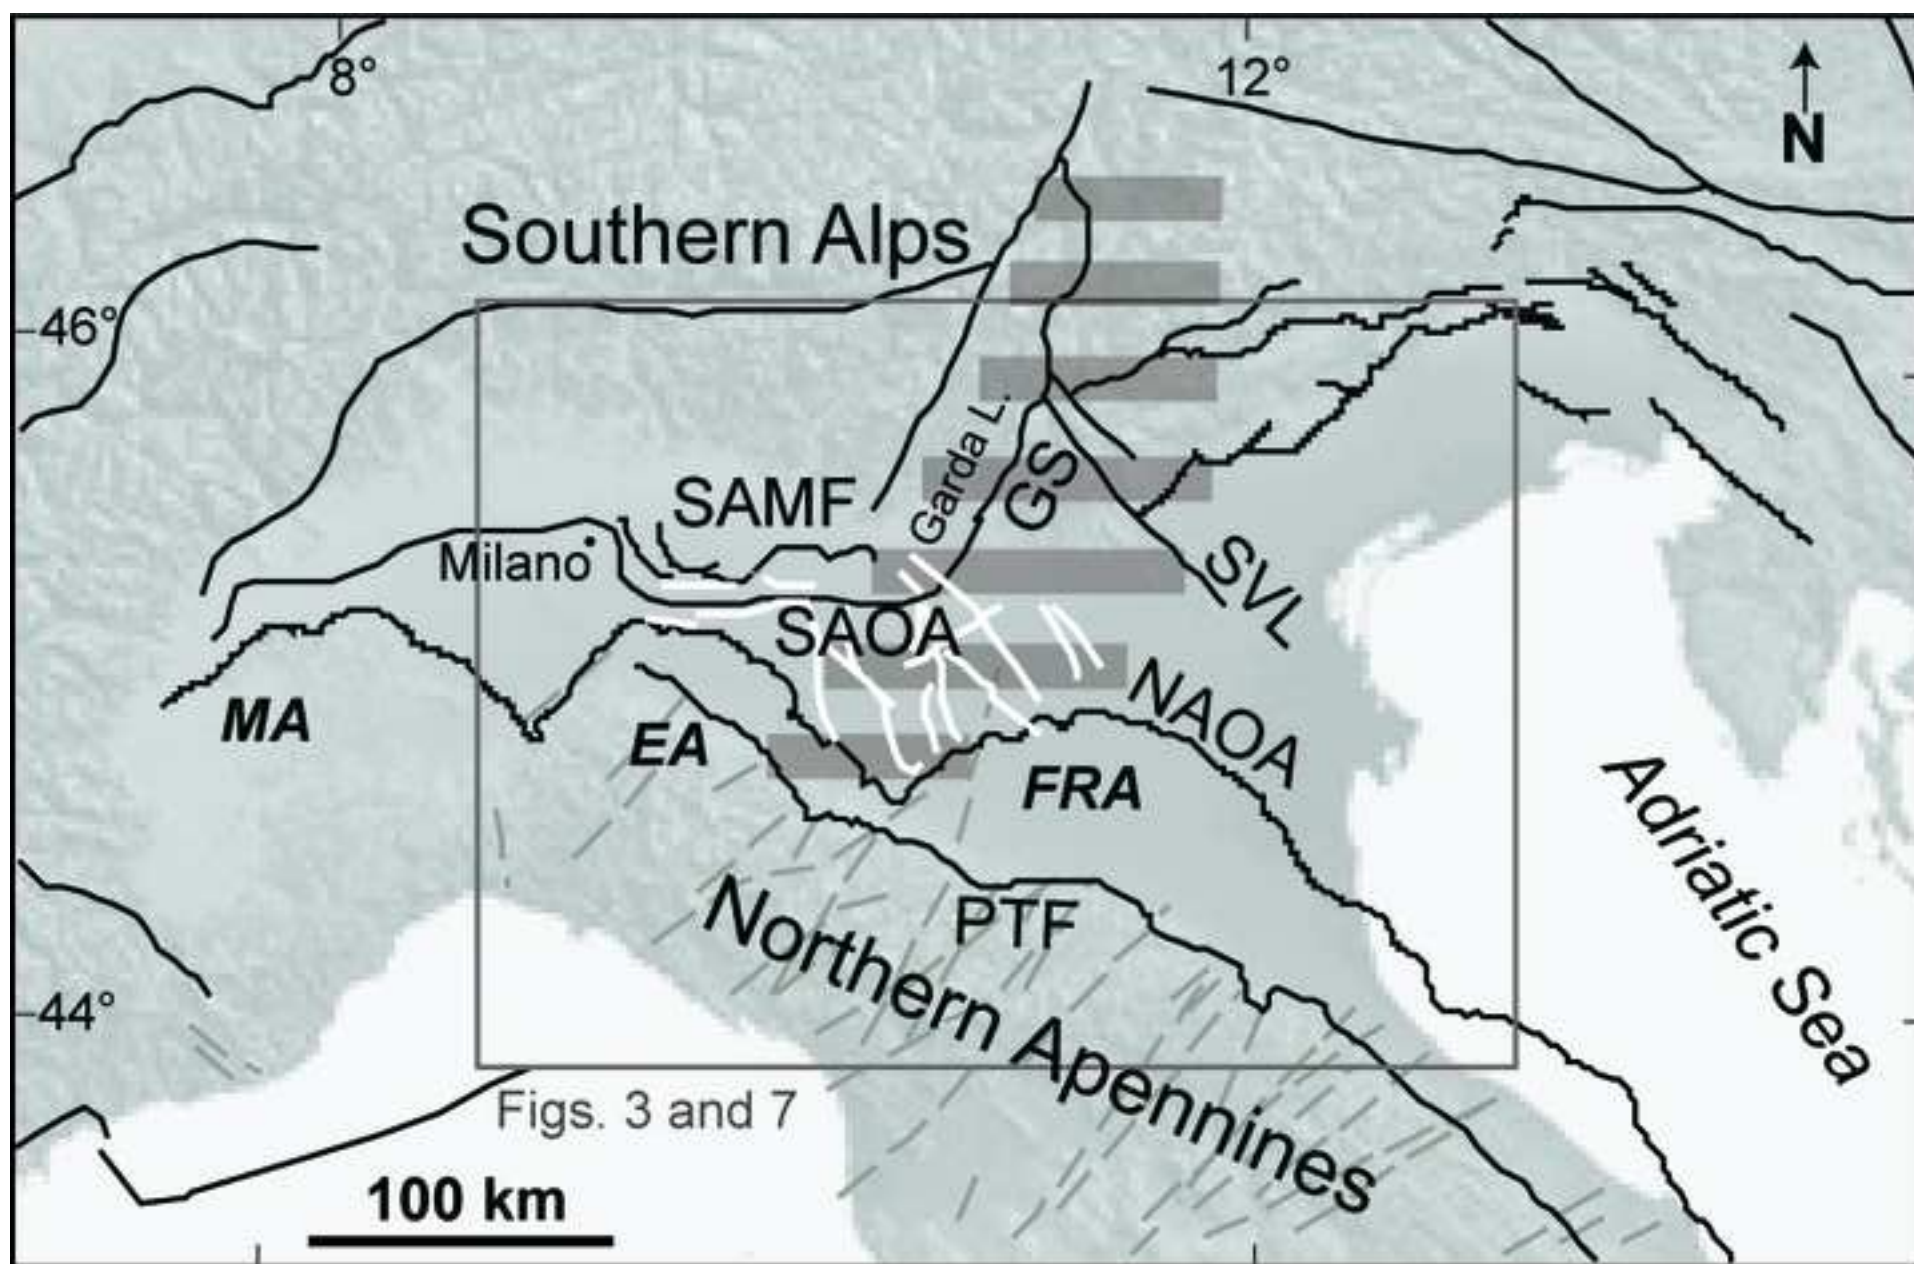 8°
12°
N
Southern Alps
46°
Garda L.
GS
SAMF
Milano
SVL
SAOA
NAOA
MA
EA
FRA
Adriatic Sea
PTF
Northern Apennines
44°
Figs. 3 and 7
100 km